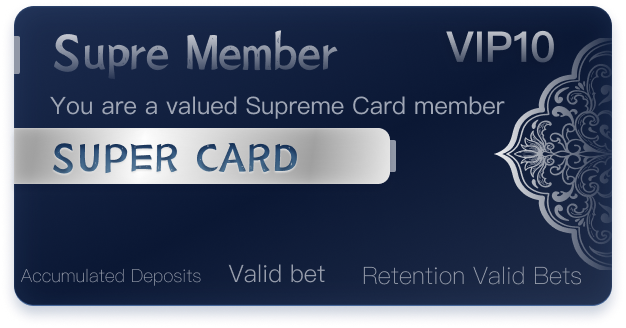 Supre Member
VIP10
You are a valued Supreme Card member
SUPER CARD
Accumulated Deposits Valid bet Retention Valid Bets